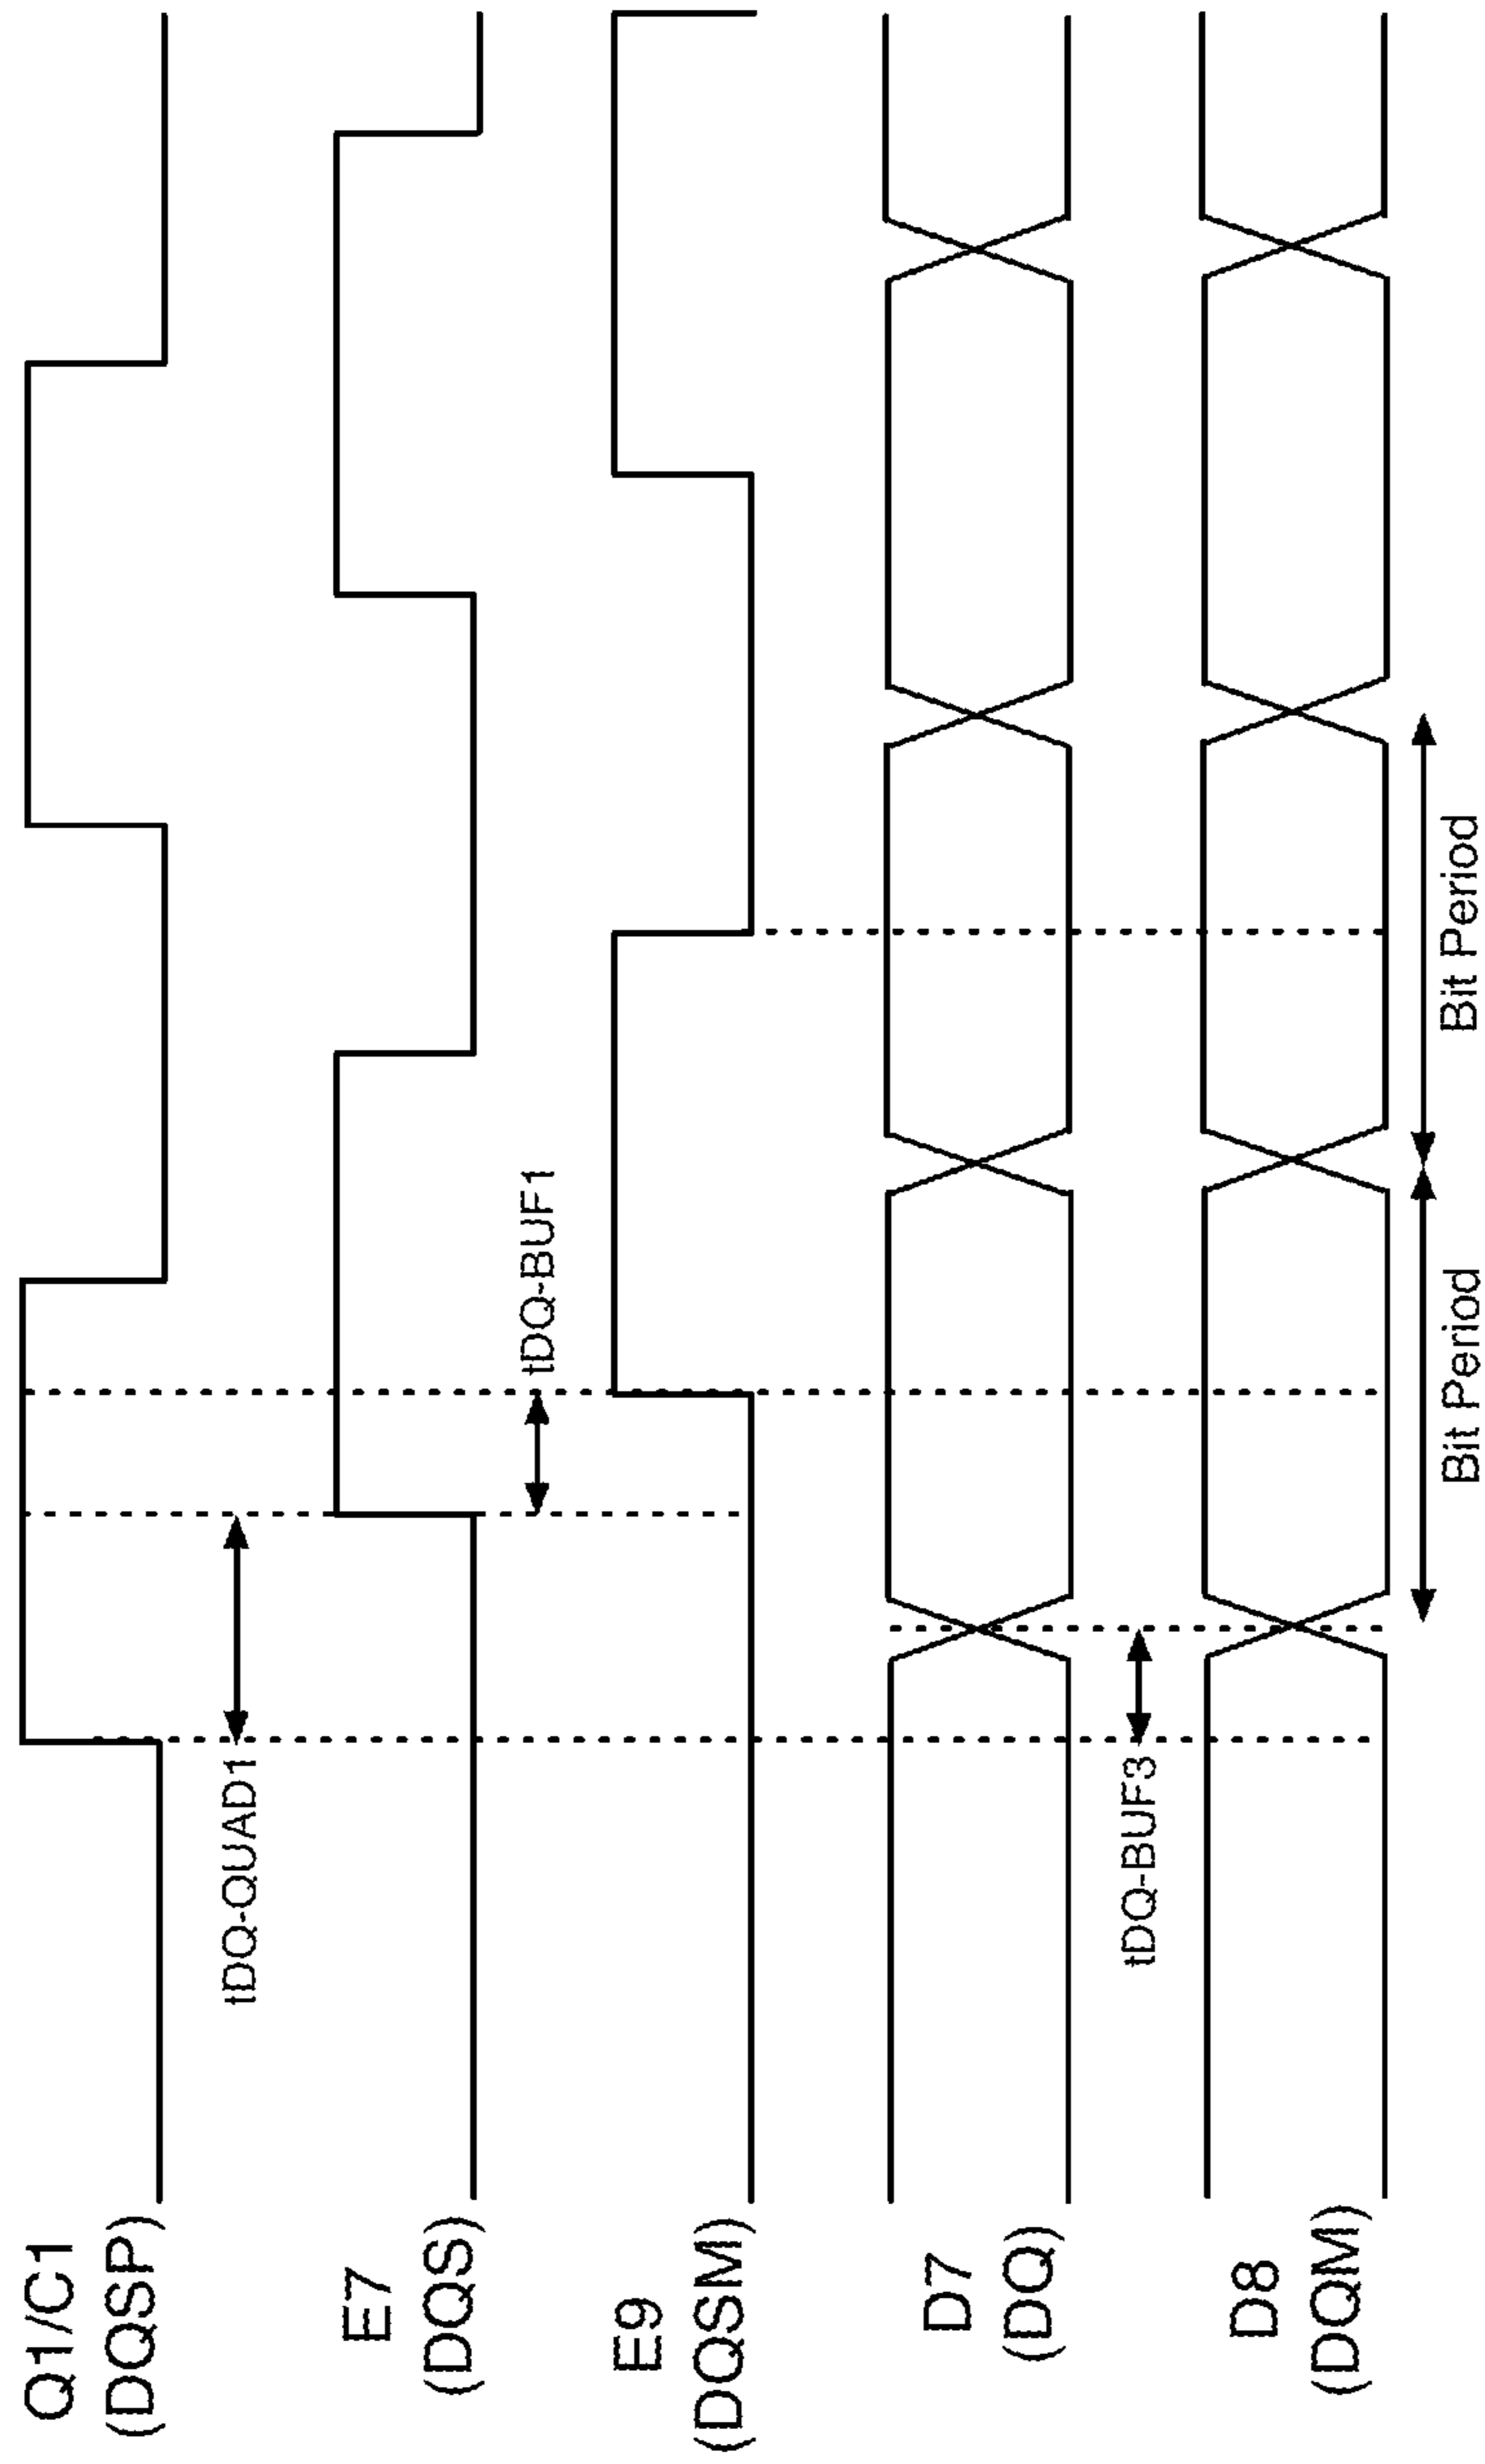 Q1/C1
(DQSP)
tDQ-QUAD1
E7
(DQS)
tDQ-BUF1
E9
(DQSM)
D7
(DQ)
tDQ-BUF3
D8
(DQM)
Bit Period
Bit Period